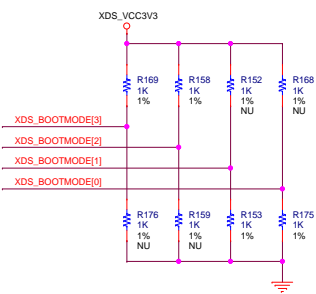 XDS_VCC3V3
R169
1K
1%
R158
1K
1%
R152
1K
1%
NU
R168
1K
1%
NU
XDS_BOOTMODE[3]
XDS_BOOTMODE[2]
XDS_BOOTMODE[1]
XDS_BOOTMODE[0]
R176
1K
1%
NU
R159
1K
1%
NU
R153
1K
1%
R175
1K
1%